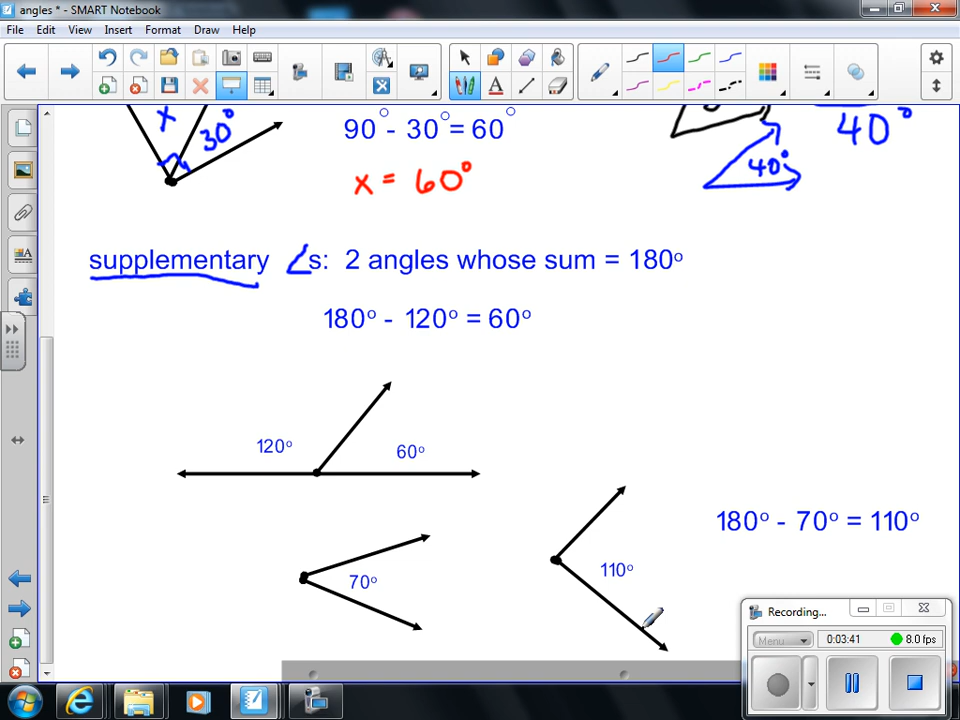 angles * - SMART Notebook
File Edit View Insert Format Draw Help
x
30°
90° - 30° = 60°
x = 60°
40°
40°
supplementary ∠s: 2 angles whose sum = 180°
180° - 120° = 60°
120°
60°
70°
110°
180° - 70° = 110°
Recording...
Menu
0:03:41
8.0 fps